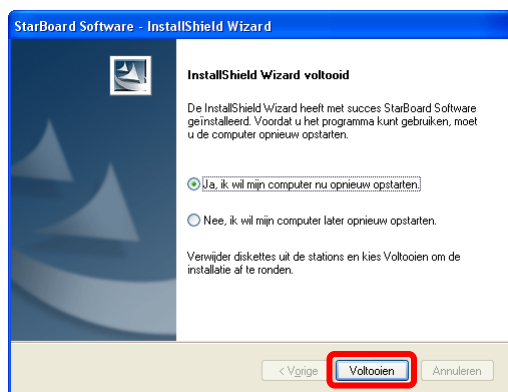 StarBoard Software - InstallShield Wizard
InstallShield Wizard voltooid
De InstallShield Wizard heeft met succes StarBoard Software
geïnstalleerd. Voordat u het programma kunt gebruiken, moet
u de computer opnieuw opstarten.
Ja, ik wil mijn computer nu opnieuw opstarten.
Nee, ik wil mijn computer later opnieuw opstarten.
Verwijder diskettes uit de stations en kies Voltooien om de
installatie af te ronden.
< Vorige Voltooien Annuleren